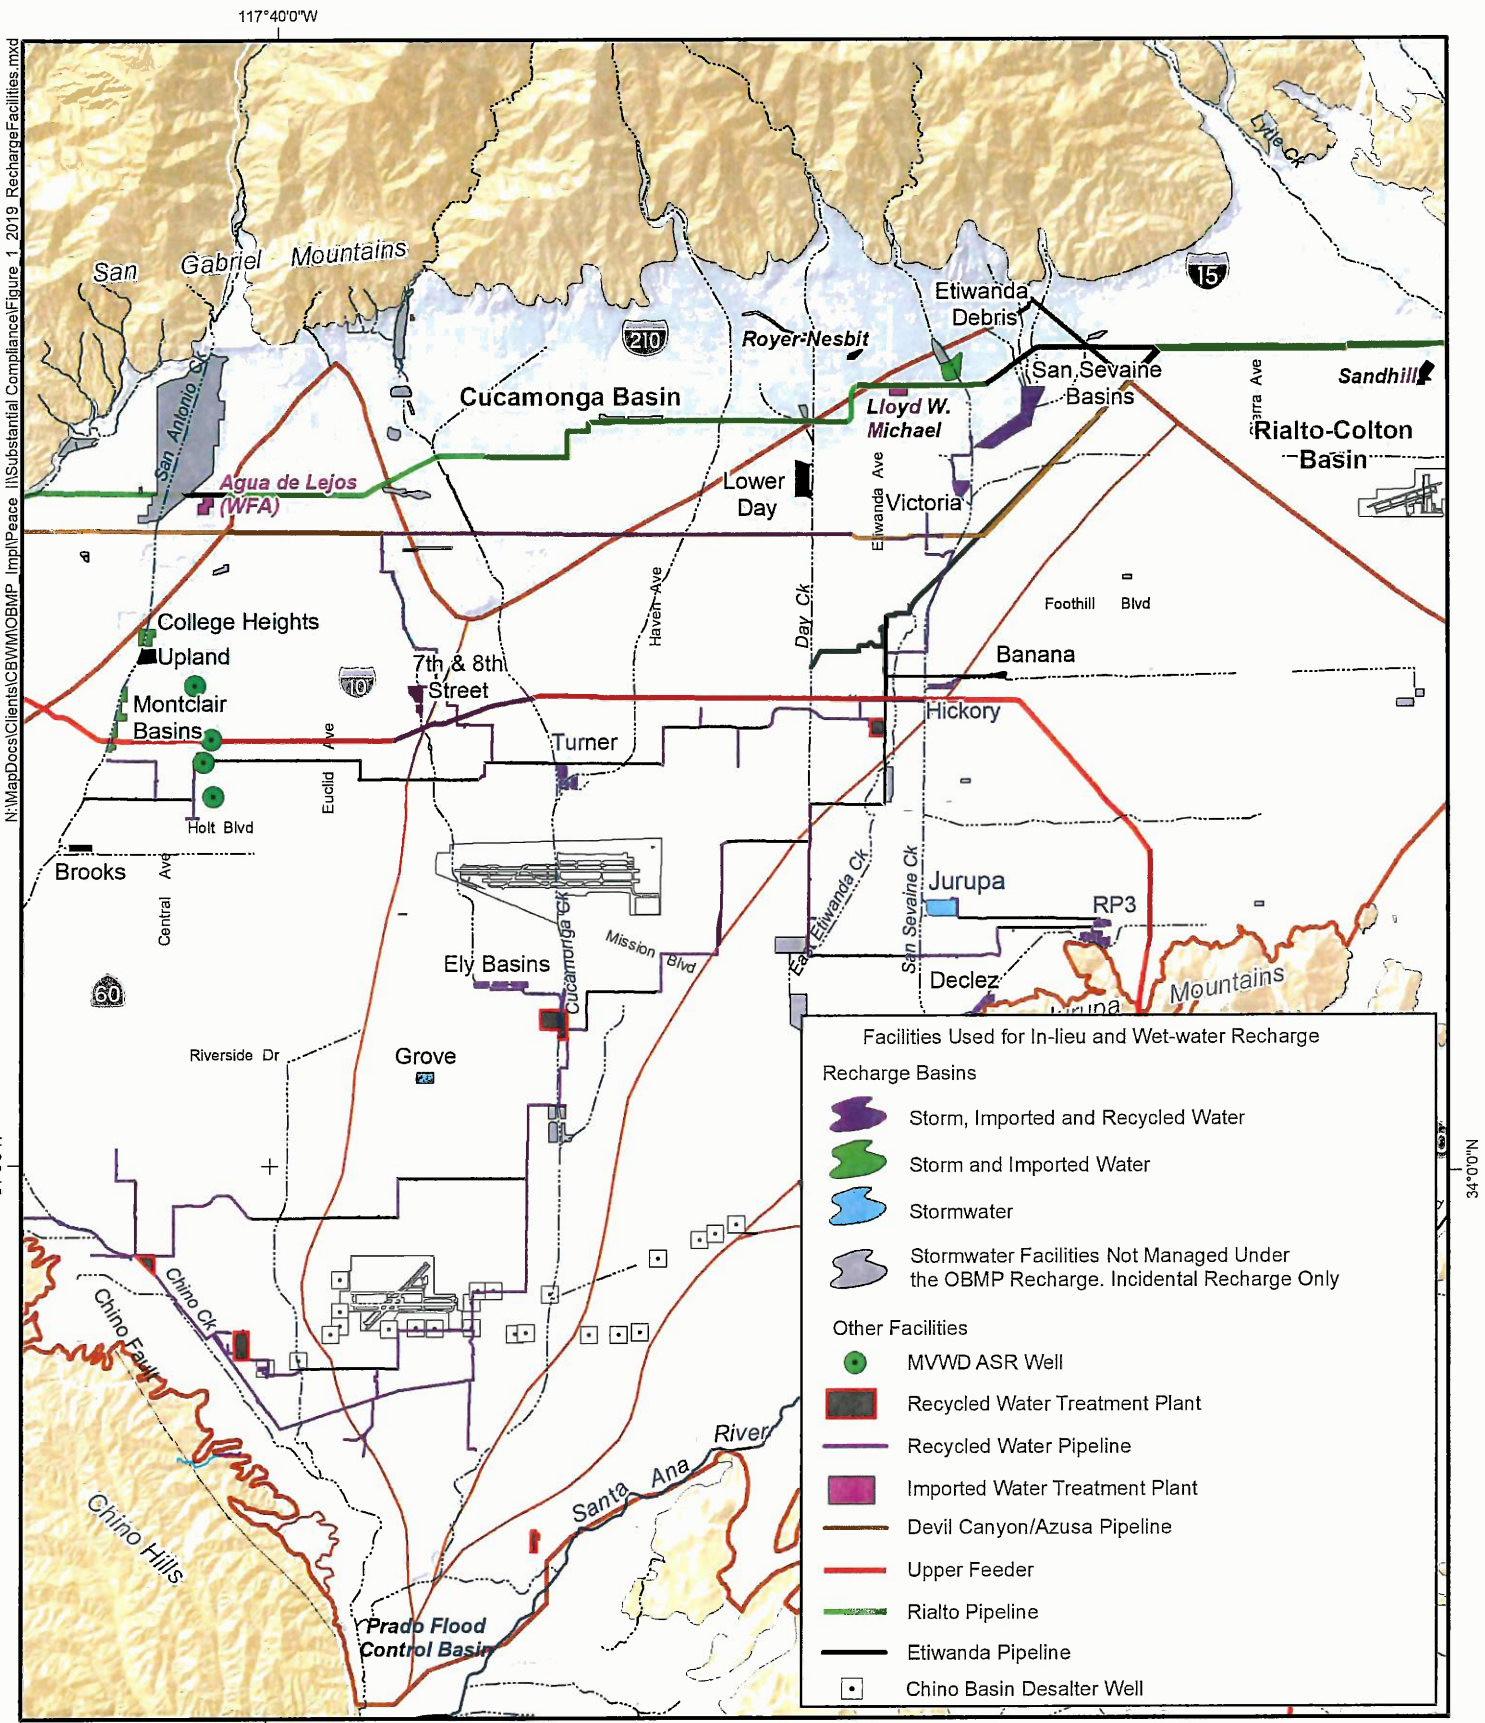 117°40'0"W
N:\MapDocs\Clients\CBWM\OBMP_Impl\Peace II\Substantial Compliance\Figure_1_2019_RechargeFacilities.mxd
Lytle Ck
San Gabriel Mountains
15
Etiwanda
Debris
210
Royer-Nesbit
San Sevaine
Basins
Sierra Ave
Sandhill
Cucamonga Basin
Lloyd W.
Michael
Rialto-Colton
Basin
San Antonio Ck
Agua de Lejos
(WFA)
Lower
Day
Etiwanda Ave
Victoria
Haven Ave
Day Ck
Foothill Blvd
College Heights
Upland
10
7th & 8th
Street
Banana
Montclair
Basins
Hickory
Euclid Ave
Turner
Holt Blvd
Brooks
Central Ave
Etiwanda Ck
San Sevaine Ck
Jurupa
RP3
Cucamonga Ck
Mission Blvd
Ely Basins
Declez
60
Jurupa Mountains
Riverside Dr
Grove
34°0'0"N
Chino Ck
Chino Fault
Chino Hills
Santa Ana River
Prado Flood
Control Basin
Facilities Used for In-lieu and Wet-water Recharge
Recharge Basins
Storm, Imported and Recycled Water
Storm and Imported Water
Stormwater
Stormwater Facilities Not Managed Under
the OBMP Recharge. Incidental Recharge Only
Other Facilities
MVWD ASR Well
Recycled Water Treatment Plant
Recycled Water Pipeline
Imported Water Treatment Plant
Devil Canyon/Azusa Pipeline
Upper Feeder
Rialto Pipeline
Etiwanda Pipeline
Chino Basin Desalter Well